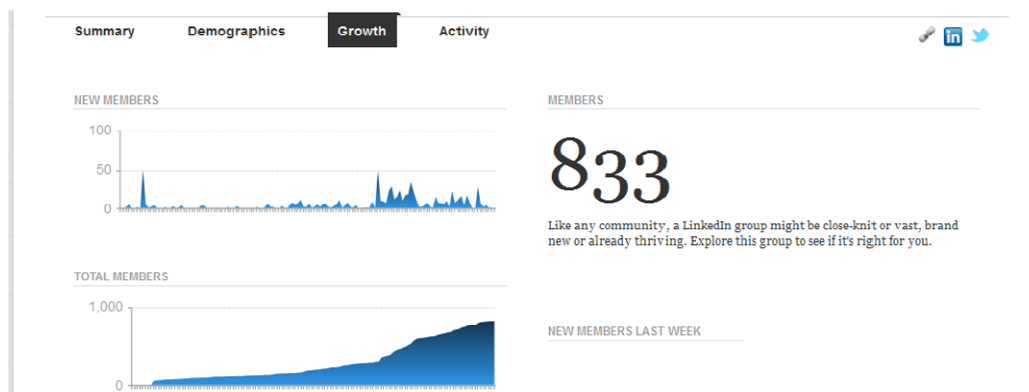 Summary
Demographics
Growth
Activity
in
NEW MEMBERS
100
50
0
TOTAL MEMBERS
1,000
0
MEMBERS
833
Like any community, a LinkedIn group might be close-knit or vast, brand
new or already thriving. Explore this group to see if it's right for you.
NEW MEMBERS LAST WEEK